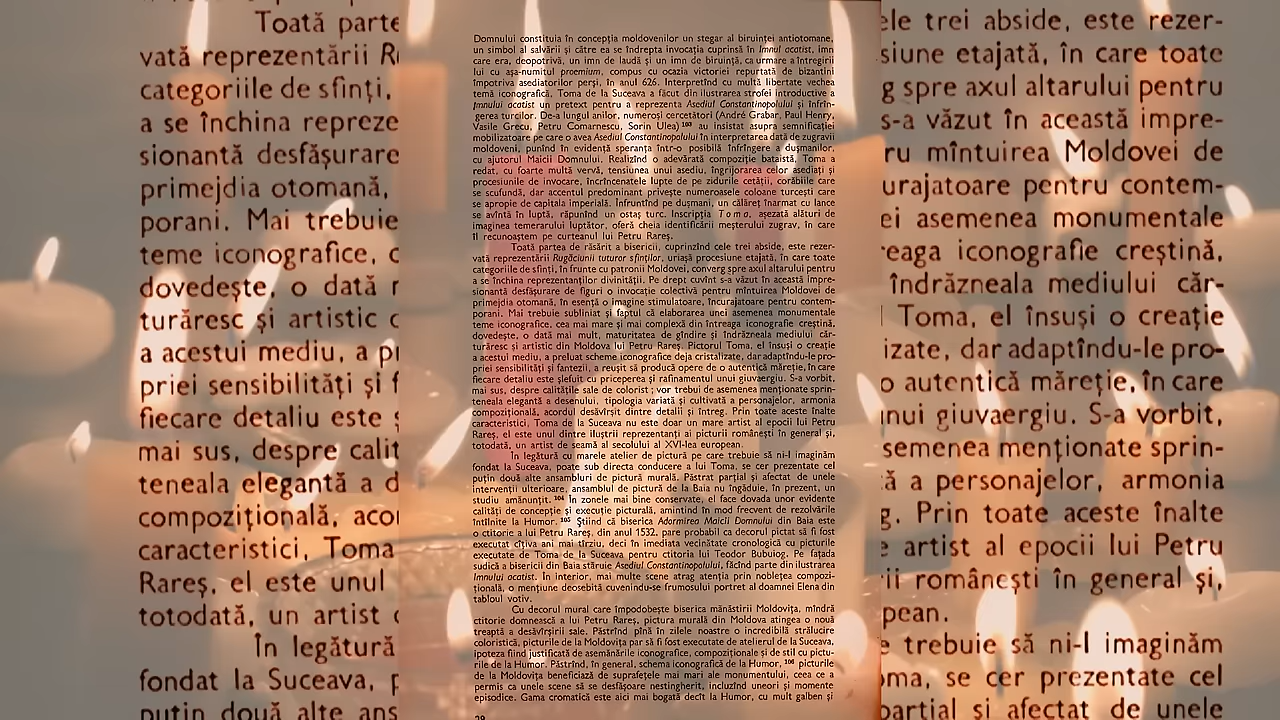 Domnului constituia în concepția moldovenilor un stegar al biruinței antiotomane,
un simbol al salvării și către ea se îndrepta invocația cuprinsă în Imnul acatist, imn
care era, deopotrivă, un imn de laudă și un imn de biruință, ca urmare a întregirii
lui cu așa-numitul proemium, compus cu ocazia victoriei repurtată de bizantini
împotriva asediatorilor perși, în anul 626. Interpretînd cu multă libertate vechea
temă iconografică, Toma de la Suceava a făcut din ilustrarea strofei introductive a
Imnului acatist un pretext pentru a reprezenta Asediul Constantinopolului și înfrîn-
gerea turcilor. De-a lungul anilor, numeroși cercetători (André Grabar, Paul Henry,
Vasile Grecu, Petru Comarnescu, Sorin Ulea) 103 au insistat asupra semnificației
mobilizatoare pe care o avea Asediul Constantinopolului în interpretarea dată de zugravii
moldoveni, punînd în evidență speranța într-o posibilă înfrîngere a dușmanilor,
cu ajutorul Maicii Domnului. Realizînd o adevărată compoziție bataistă, Toma a
redat, cu foarte multă vervă, tensiunea unui asediu, îngrijorarea celor asediați și
procesiunile de invocare, încrîncenatele lupte de pe zidurile cetății, corăbiile care
se scufundă, dar accentul predominant privește numeroasele coloane turcești care
se apropie de capitala imperială. Înfruntînd pe dușmani, un călăreț înarmat cu lance
se avîntă în luptă, răpunînd un ostaș turc. Inscripția Toma, așezată alături de
imaginea temerarului luptător, oferă cheia identificării meșterului zugrav, în care
îl recunoaștem pe curteanul lui Petru Rareș.
Toată partea de răsărit a bisericii, cuprinzînd cele trei abside, este rezer-
vată reprezentării Rugăciunii tuturor sfinților, uriașă procesiune etajată, în care toate
categoriile de sfinți, în frunte cu patronii Moldovei, converg spre axul altarului pentru
a se închina reprezentanților divinității. Pe drept cuvînt s-a văzut în această impre-
sionantă desfășurare de figuri o invocație colectivă pentru mîntuirea Moldovei de
primejdia otomană, în esență o imagine stimulatoare, încurajatoare pentru contem-
porani. Mai trebuie subliniat și faptul că elaborarea unei asemenea monumentale
teme iconografice, cea mai mare și mai complexă din întreaga iconografie creștină,
dovedește, o dată mai mult, maturitatea de gîndire și îndrăzneala mediului căr-
turăresc și artistic din Moldova lui Petru Rareș. Pictorul Toma, el însuși o creație
a acestui mediu, a preluat scheme iconografice deja cristalizate, dar adaptîndu-le pro-
priei sensibilități și fantezii, a reușit să producă opere de o autentică măreție, în care
fiecare detaliu este șlefuit cu priceperea și rafinamentul unui giuvaergiu. S-a vorbit,
mai sus, despre calitățile sale de colorist; vor trebui de asemenea menționate sprin-
teneala elegantă a desenului, tipologia variată și cultivată a personajelor, armonia
compozițională, acordul desăvîrșit dintre detalii și întreg. Prin toate aceste înalte
caracteristici, Toma de la Suceava nu este doar un mare artist al epocii lui Petru
Rareș, el este unul dintre iluștrii reprezentanți ai picturii românești în general și,
totodată, un artist de seamă al secolului al XVI-lea european.
În legătură cu marele atelier de pictură pe care trebuie să ni-l imaginăm
fondat la Suceava, poate sub directa conducere a lui Toma, se cer prezentate cel
puțin două alte ansambluri de pictură murală. Păstrat parțial și afectat de unele
intervenții ulterioare, ansamblul de pictură de la Baia nu îngăduie, în prezent, un
studiu amănunțit. 104 În zonele mai bine conservate, el face dovada unor evidente
calități de concepție și execuție picturală, amintind în mod frecvent de rezolvările
întîlnite la Humor. 105 Știind că biserica Adormirea Maicii Domnului din Baia este
o ctitorie a lui Petru Rareș, din anul 1532, pare probabil ca decorul pictat să fi fost
executat cîțiva ani mai tîrziu, deci în imediata vecinătate cronologică cu picturile
executate de Toma de la Suceava pentru ctitoria lui Teodor Bubuiog. Pe fațada
sudică a bisericii din Baia stăruie Asediul Constantinopolului, făcînd parte din ilustrarea
Imnului acatist. În interior, mai multe scene atrag atenția prin noblețea compozi-
țională, o mențiune deosebită cuvenindu-se frumosului portret al doamnei Elena din
tabloul votiv.
Cu decorul mural care împodobește biserica mănăstirii Moldovița, mîndră
ctitorie domnească a lui Petru Rareș, pictura murală din Moldova atingea o nouă
treaptă a desăvîrșirii sale. Păstrînd pînă în zilele noastre o incredibilă strălucire
coloristică, picturile de la Moldovița par să fi fost executate de atelierul de la Suceava,
ipoteza fiind justificată de asemănările iconografice, compoziționale și de stil cu pictu-
rile de la Humor. Păstrînd, în general, schema iconografică de la Humor, 106 picturile
de la Moldovița beneficiază de suprafețele mai mari ale monumentului, ceea ce a
permis ca unele scene să se desfășoare nestingherit, incluzînd uneori și momente
episodice. Gama cromatică este aici mai bogată decît la Humor, cu mult galben și